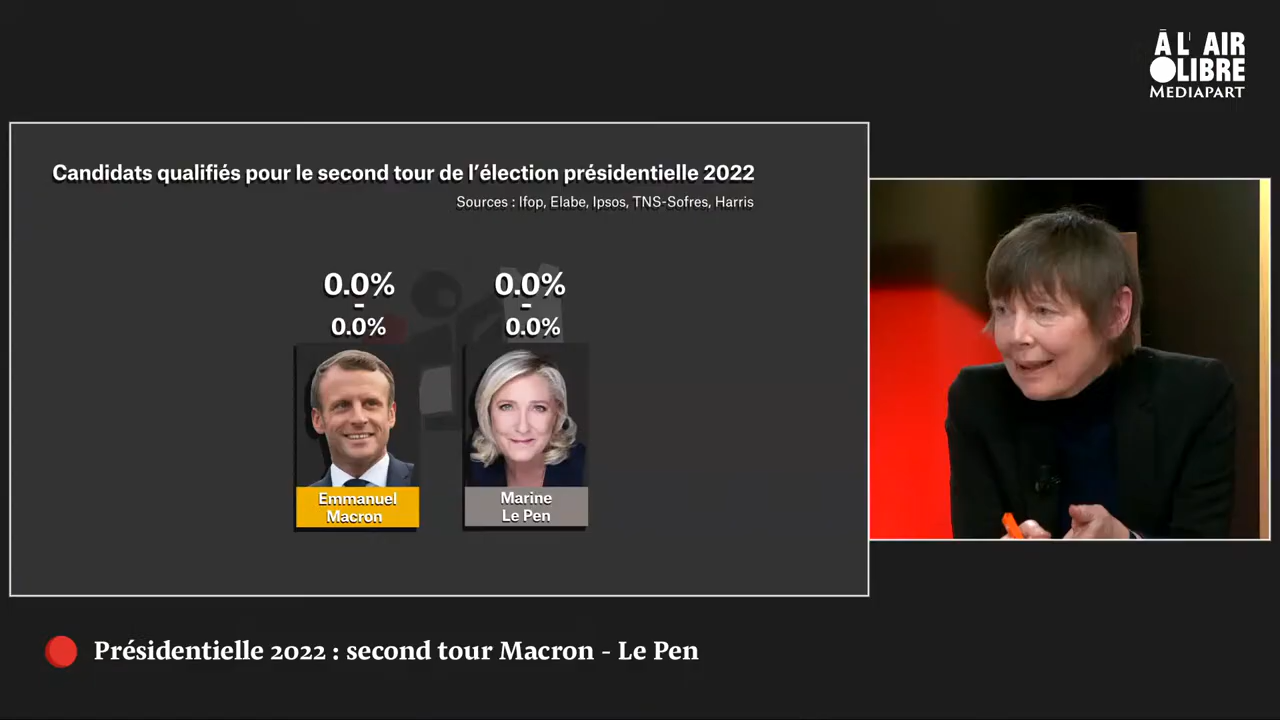 À L' AIR
LIBRE
MEDIAPART
Candidats qualifiés pour le second tour de l'élection présidentielle 2022
Sources : Ifop, Elabe, Ipsos, TNS-Sofres, Harris
0.0% 0.0%
- -
0.0% 0.0%
Emmanuel
Macron
Marine
Le Pen
Présidentielle 2022 : second tour Macron - Le Pen